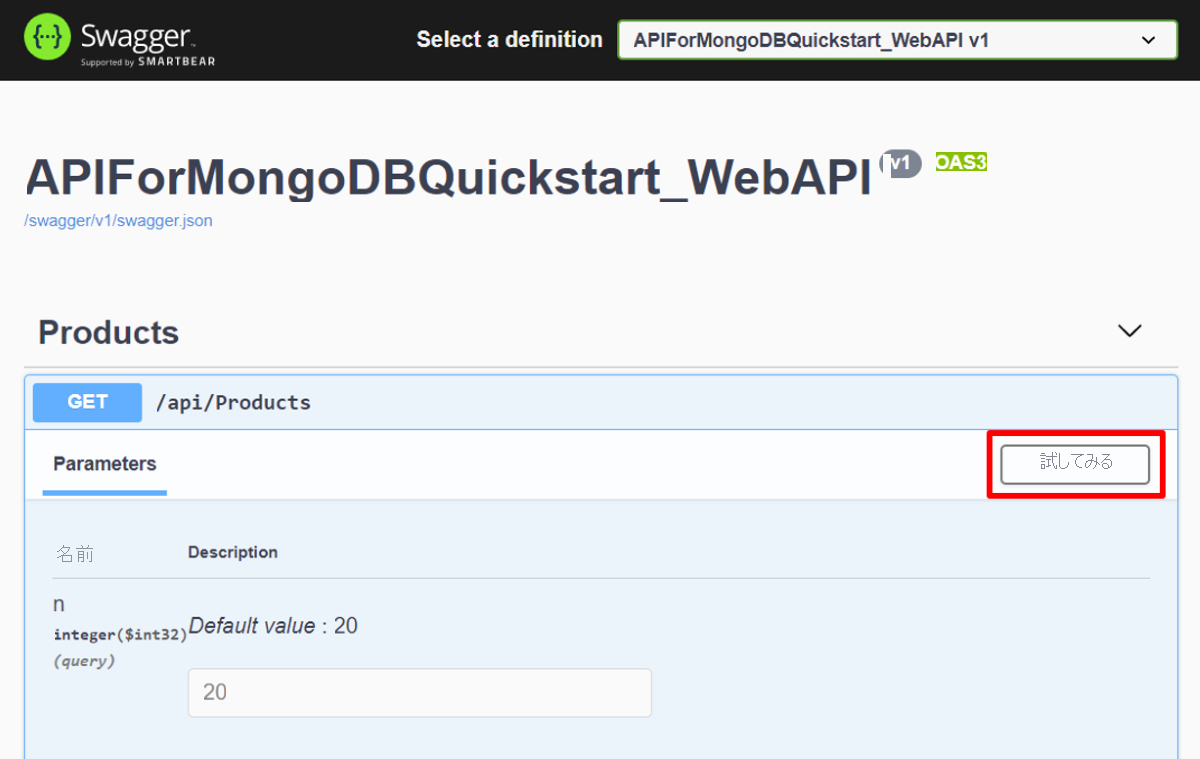 Swagger™
Supported by SMARTBEAR
Select a definition
APIForMongoDBQuickstart_WebAPI v1
APIForMongoDBQuickstart_WebAPI v1 OAS3
/swagger/v1/swagger.json
Products
GET /api/Products
Parameters
試してみる
名前 Description
n
integer($int32)
(query)
Default value : 20
20